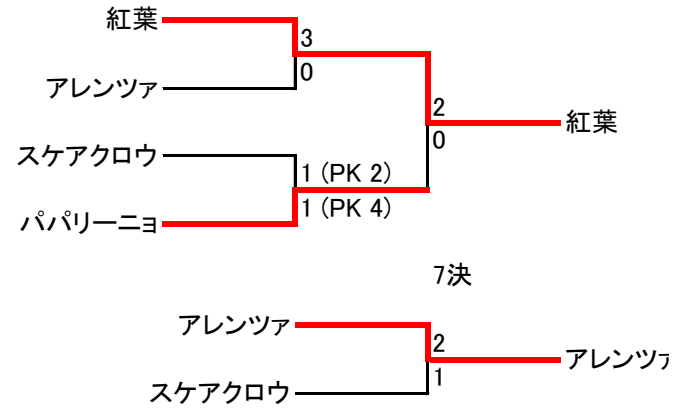 紅葉
3
0
アレンツァ
2
0
紅葉
スケアクロウ
1 (PK 2)
1 (PK 4)
パパリーニョ
7決
アレンツァ
2
1
アレンツァ
スケアクロウ